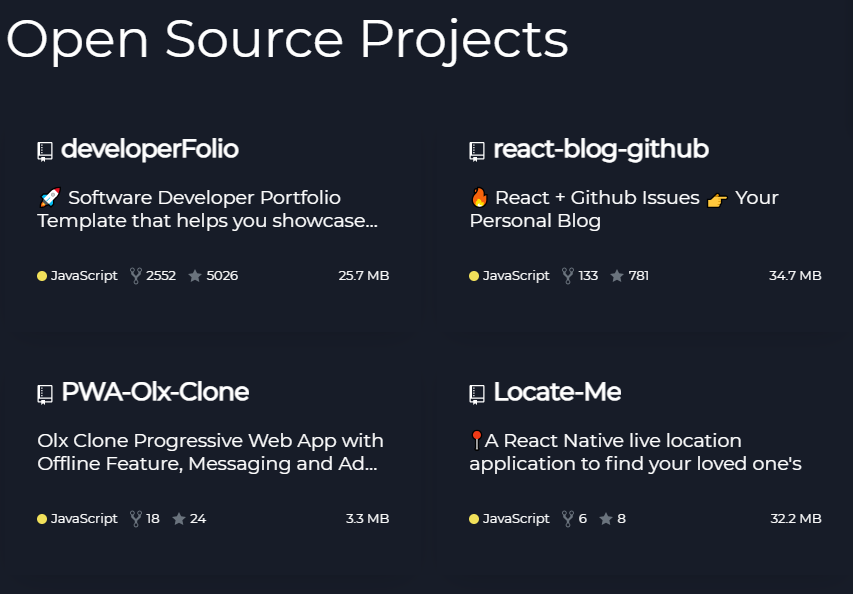 Open Source Projects
developerFolio
🚀 Software Developer Portfolio
Template that helps you showcase...
JavaScript 2552 5026 25.7 MB
react-blog-github
🔥 React + Github Issues 👉 Your
Personal Blog
JavaScript 133 781 34.7 MB
PWA-Olx-Clone
Olx Clone Progressive Web App with
Offline Feature, Messaging and Ad...
JavaScript 18 24 3.3 MB
Locate-Me
📍A React Native live location
application to find your loved one's
JavaScript 6 8 32.2 MB